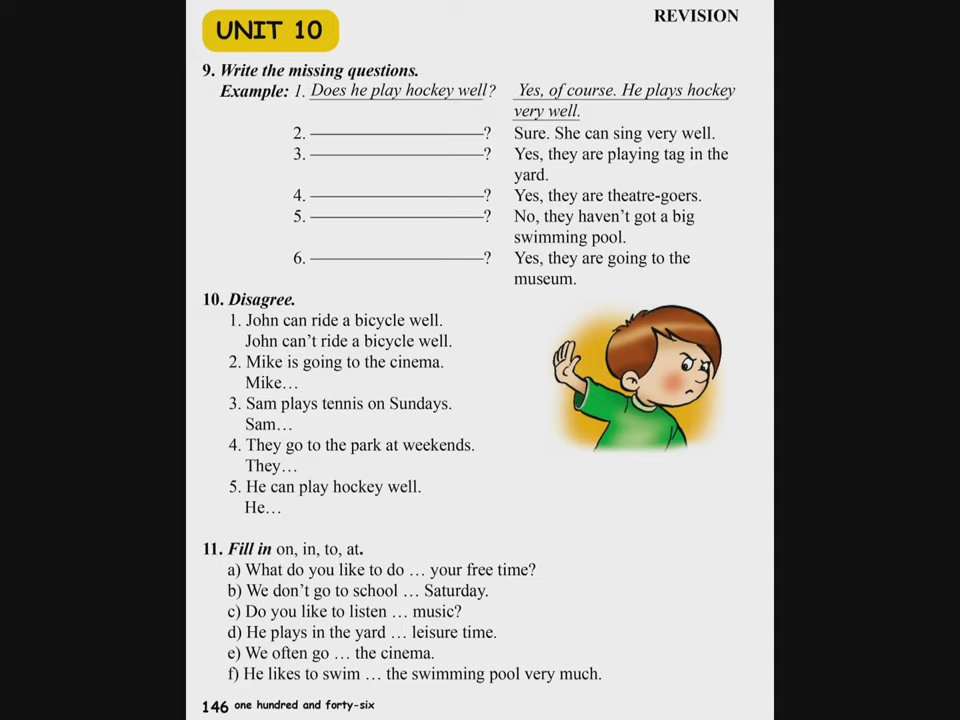 UNIT 10
REVISION
9. Write the missing questions.
Example: 1. Does he play hockey well? Yes, of course. He plays hockey
very well.
2. ? Sure. She can sing very well.
3. ? Yes, they are playing tag in the
yard.
4. ? Yes, they are theatre-goers.
5. ? No, they haven't got a big
swimming pool.
6. ? Yes, they are going to the
museum.
10. Disagree.
1. John can ride a bicycle well.
John can't ride a bicycle well.
2. Mike is going to the cinema.
Mike…
3. Sam plays tennis on Sundays.
Sam…
4. They go to the park at weekends.
They…
5. He can play hockey well.
He…
11. Fill in on, in, to, at.
a) What do you like to do … your free time?
b) We don't go to school … Saturday.
c) Do you like to listen … music?
d) He plays in the yard … leisure time.
e) We often go … the cinema.
f) He likes to swim … the swimming pool very much.
146 one hundred and forty-six